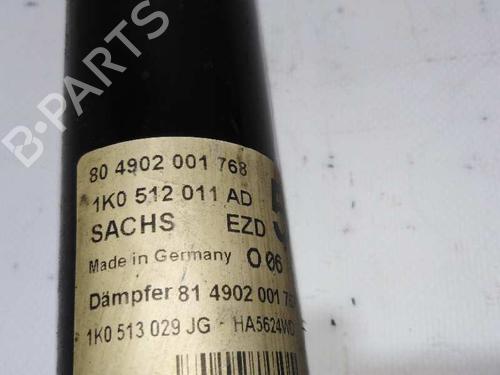 B-PARTS
80 4902 001 768
1K0 512 011 AD
SACHS EZD
Made in Germany O 06
Dämpfer 81 4902 001
1K0 513 029 JG - HA5624WD